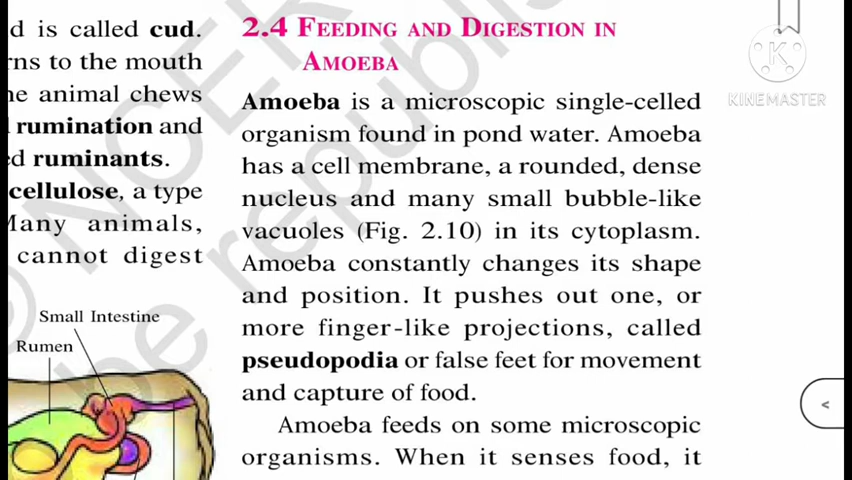 d is called cud.
rns to the mouth
ne animal chews
rumination and
ed ruminants.
cellulose, a type
Many animals,
cannot digest
Small Intestine
Rumen
2.4 FEEDING AND DIGESTION IN
AMOEBA
Amoeba is a microscopic single-celled
organism found in pond water. Amoeba
has a cell membrane, a rounded, dense
nucleus and many small bubble-like
vacuoles (Fig. 2.10) in its cytoplasm.
Amoeba constantly changes its shape
and position. It pushes out one, or
more finger-like projections, called
pseudopodia or false feet for movement
and capture of food.
Amoeba feeds on some microscopic
organisms. When it senses food, it
© NCER
be republis
K
KINEMASTER
<